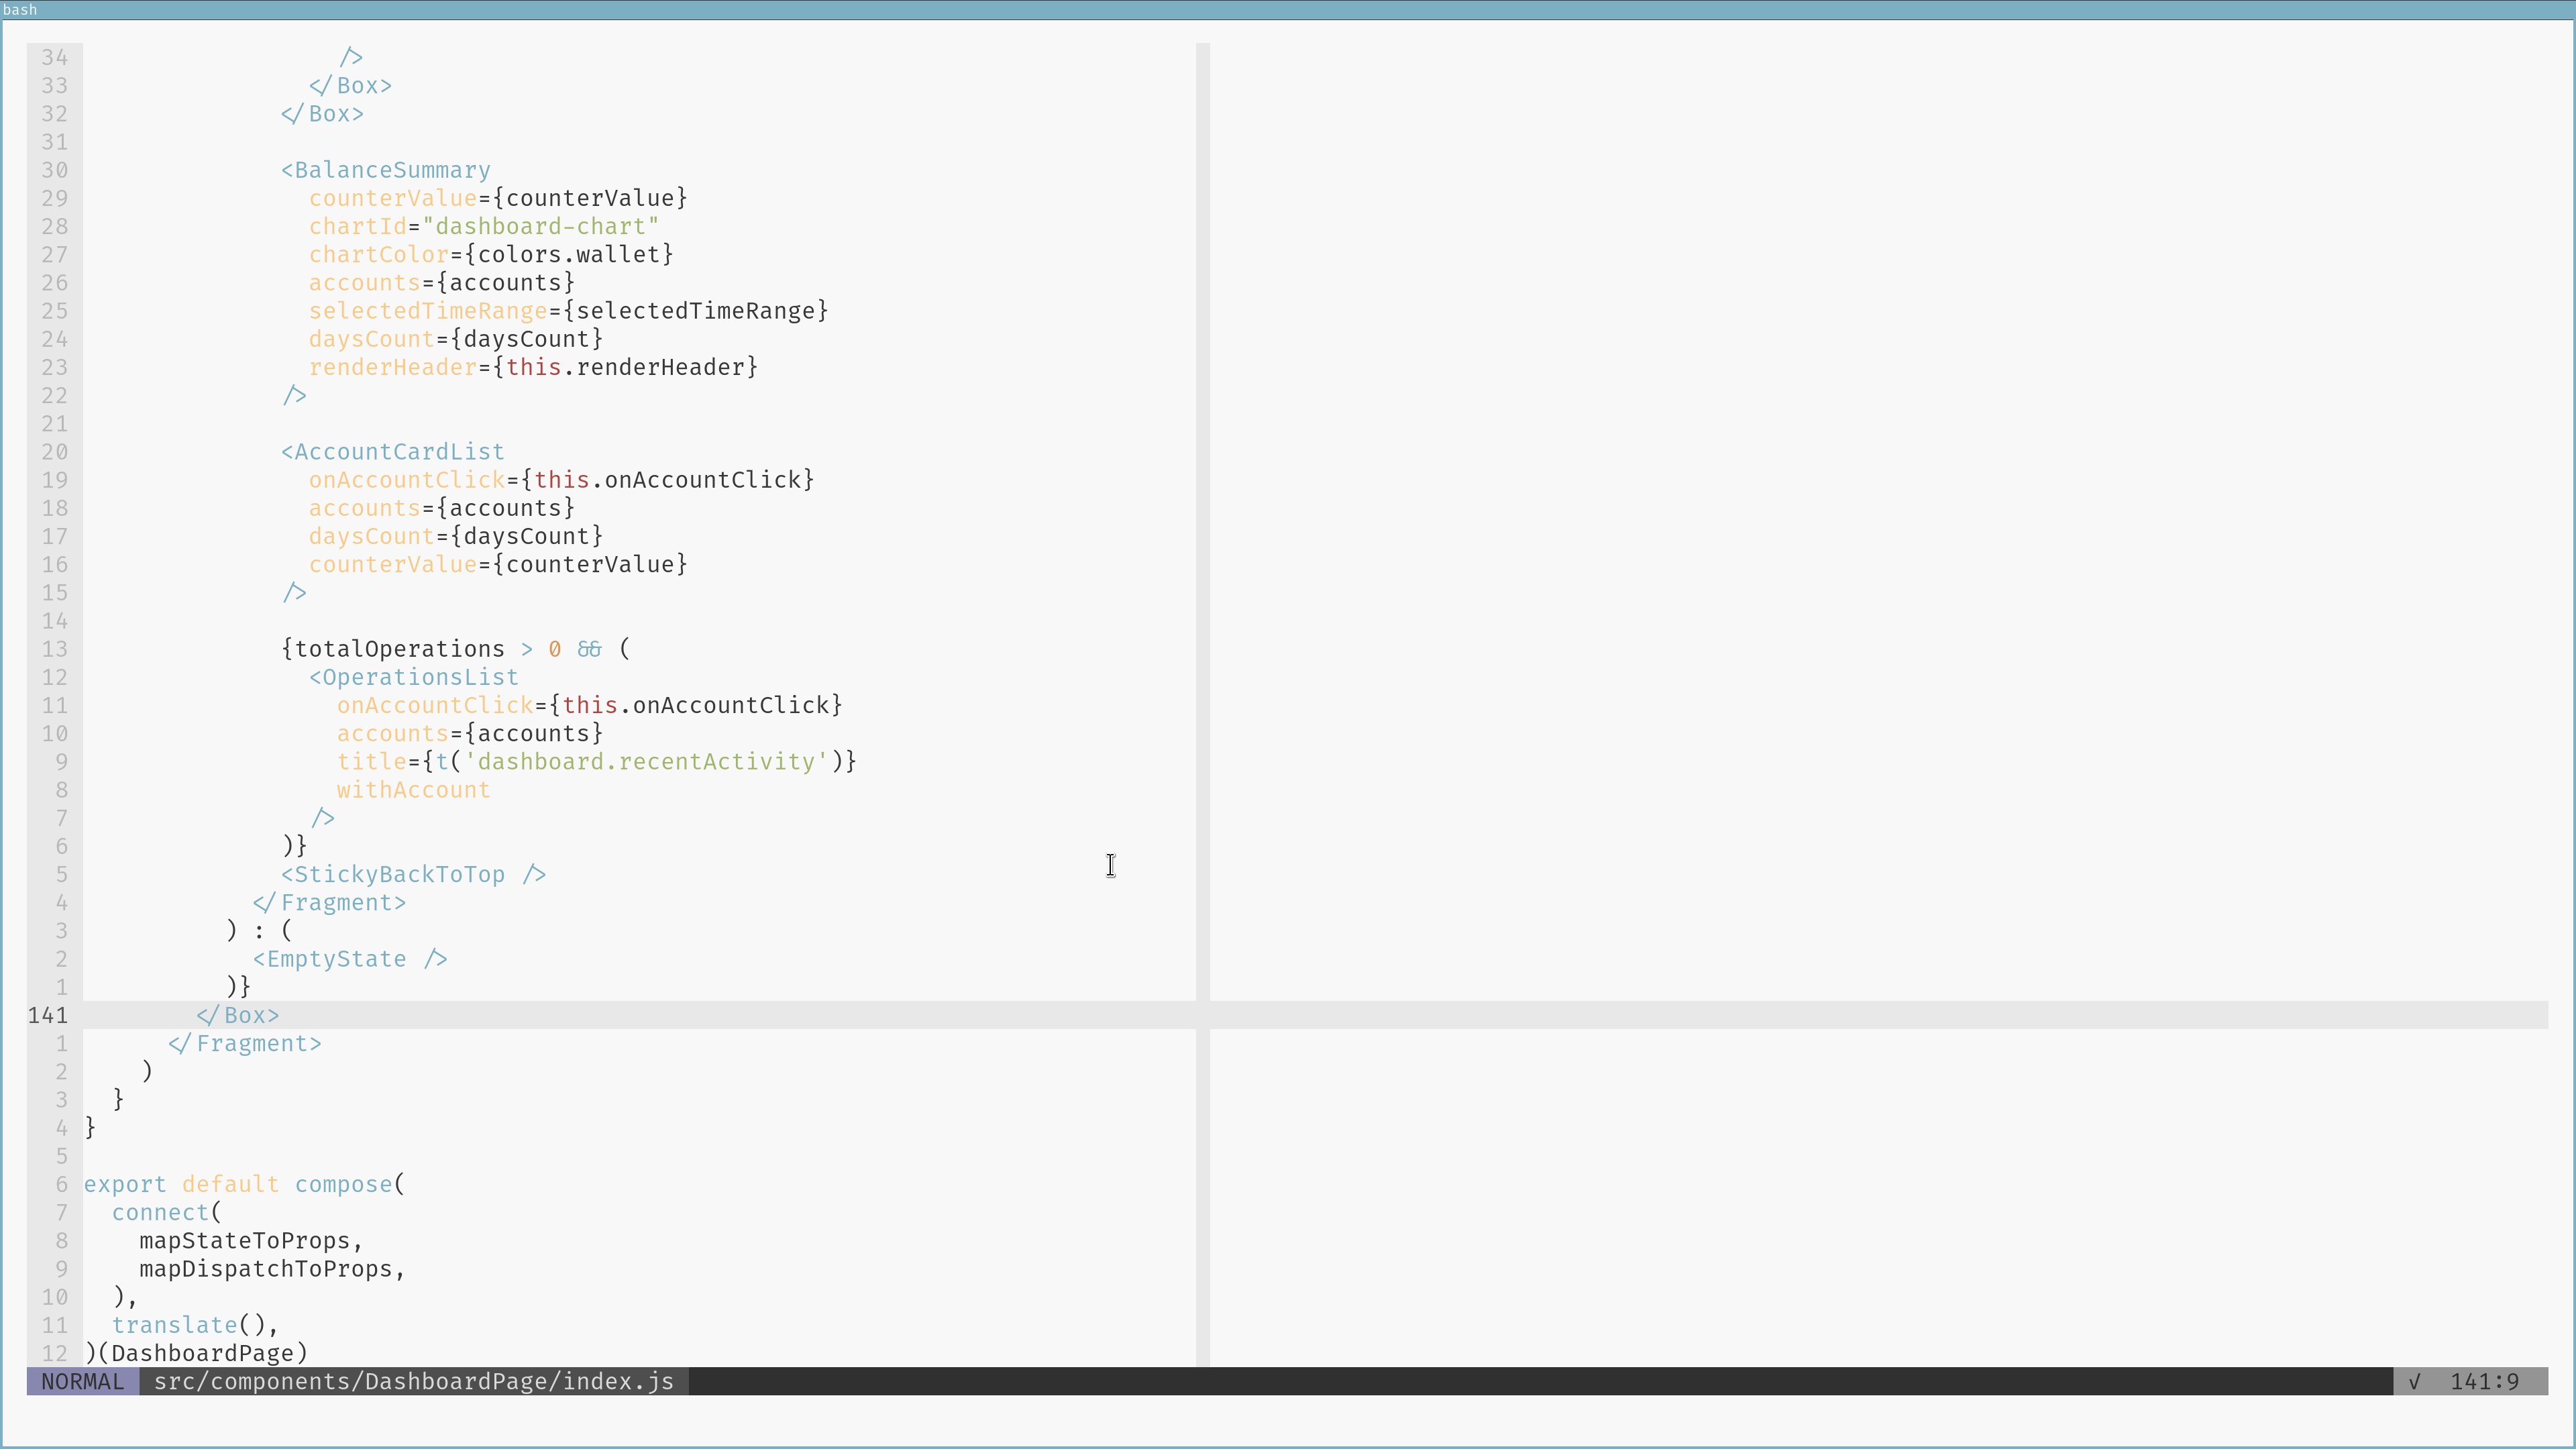 bash
34 />
33 </Box>
32 </Box>
31
30 <BalanceSummary
29 counterValue={counterValue}
28 chartId="dashboard-chart"
27 chartColor={colors.wallet}
26 accounts={accounts}
25 selectedTimeRange={selectedTimeRange}
24 daysCount={daysCount}
23 renderHeader={this.renderHeader}
22 />
21
20 <AccountCardList
19 onAccountClick={this.onAccountClick}
18 accounts={accounts}
17 daysCount={daysCount}
16 counterValue={counterValue}
15 />
14
13 {totalOperations > 0 && (
12 <OperationsList
11 onAccountClick={this.onAccountClick}
10 accounts={accounts}
9 title={t('dashboard.recentActivity')}
8 withAccount
7 />
6 )}
5 <StickyBackToTop />
4 </Fragment>
3 ) : (
2 <EmptyState />
1 )}
141 </Box>
1 </Fragment>
2 )
3 }
4 }
5
6 export default compose(
7 connect(
8 mapStateToProps,
9 mapDispatchToProps,
10 ),
11 translate(),
12 )(DashboardPage)
NORMAL src/components/DashboardPage/index.js √ 141:9